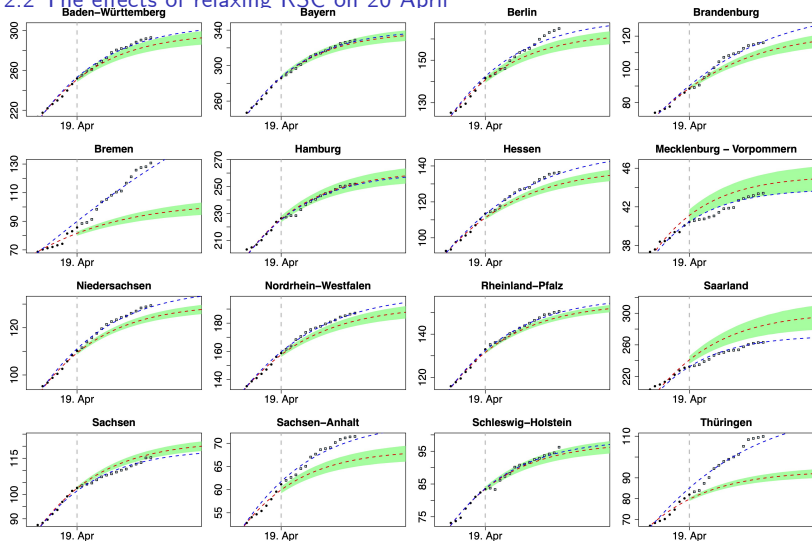 2.2 The effects of relaxing RSC on 20 April
Baden−Württemberg
Bayern
Berlin
Brandenburg
220 260 300
260 300 340
130 150
80 100 120
19. Apr
19. Apr
19. Apr
19. Apr
Bremen
Hamburg
Hessen
Mecklenburg − Vorpommern
70 90 110 130
210 230 250 270
100 120 140
38 42 46
19. Apr
19. Apr
19. Apr
19. Apr
Niedersachsen
Nordrhein−Westfalen
Rheinland−Pfalz
Saarland
100 120
140 160 180
120 140
220 260 300
19. Apr
19. Apr
19. Apr
19. Apr
Sachsen
Sachsen−Anhalt
Schleswig−Holstein
Thüringen
90 100 115
55 60 65 70
75 85 95
70 80 90 110
19. Apr
19. Apr
19. Apr
19. Apr